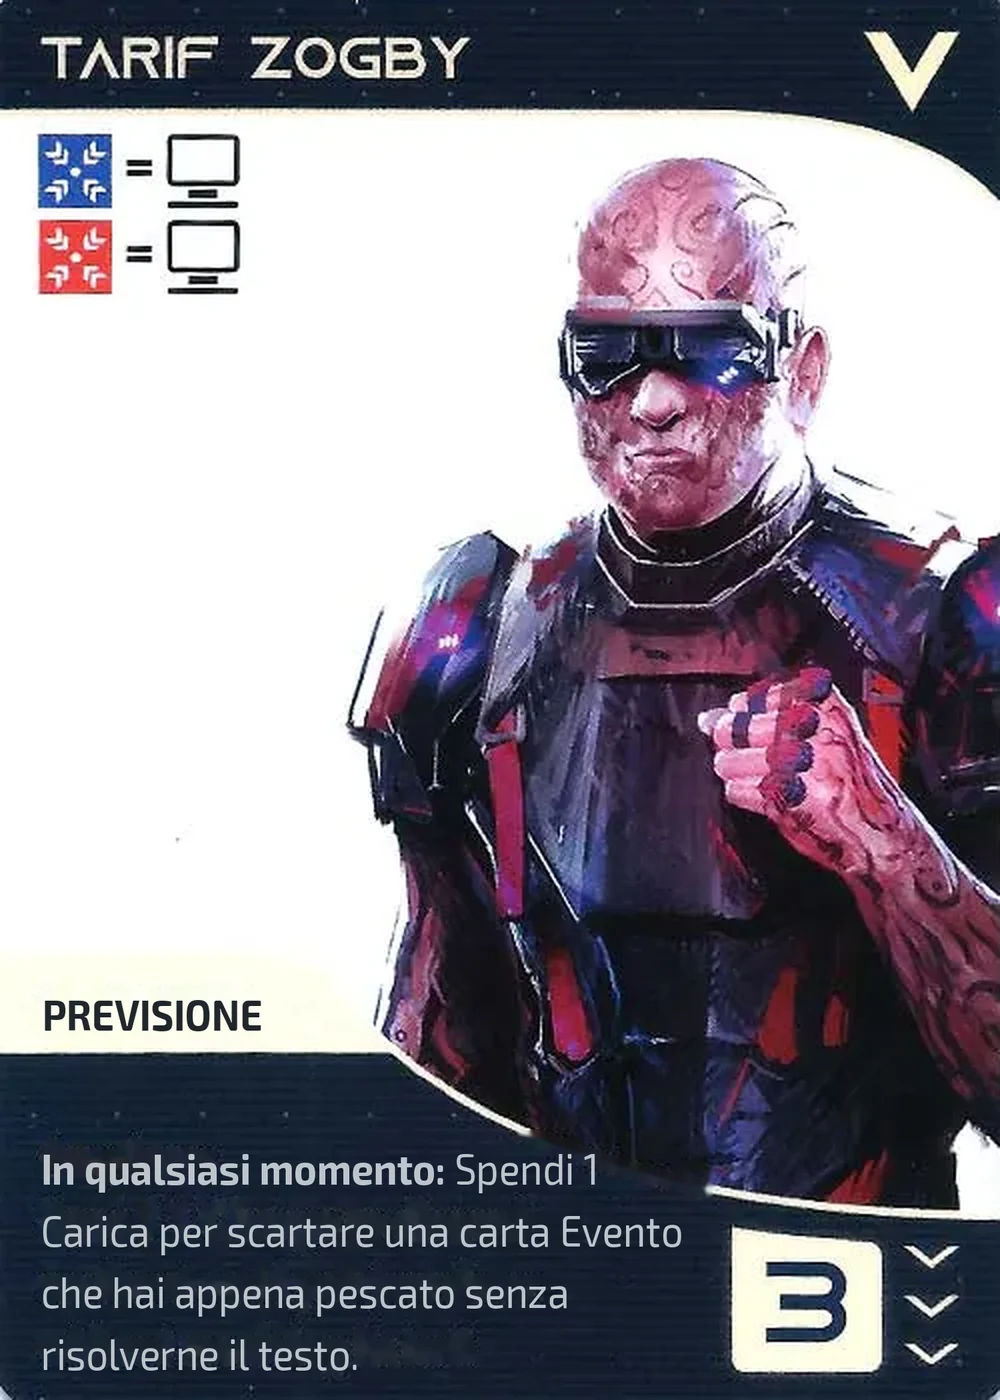 TARIF ZOGBY
=
=
PREVISIONE
In qualsiasi momento: Spendi 1
Carica per scartare una carta Evento
che hai appena pescato senza
risolverne il testo.
3